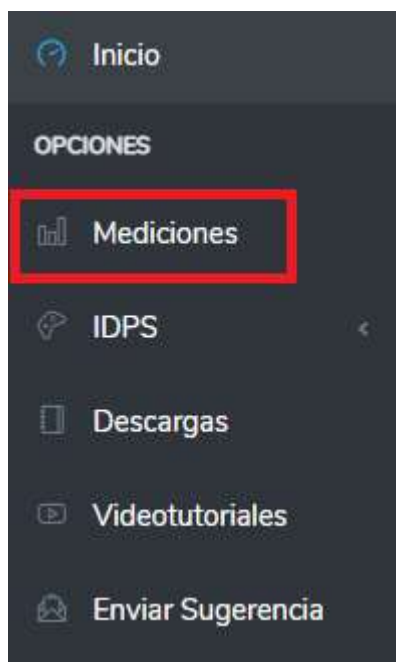 Inicio
OPCIONES
Mediciones
IDPS
Descargas
Videotutoriales
Enviar Sugerencia